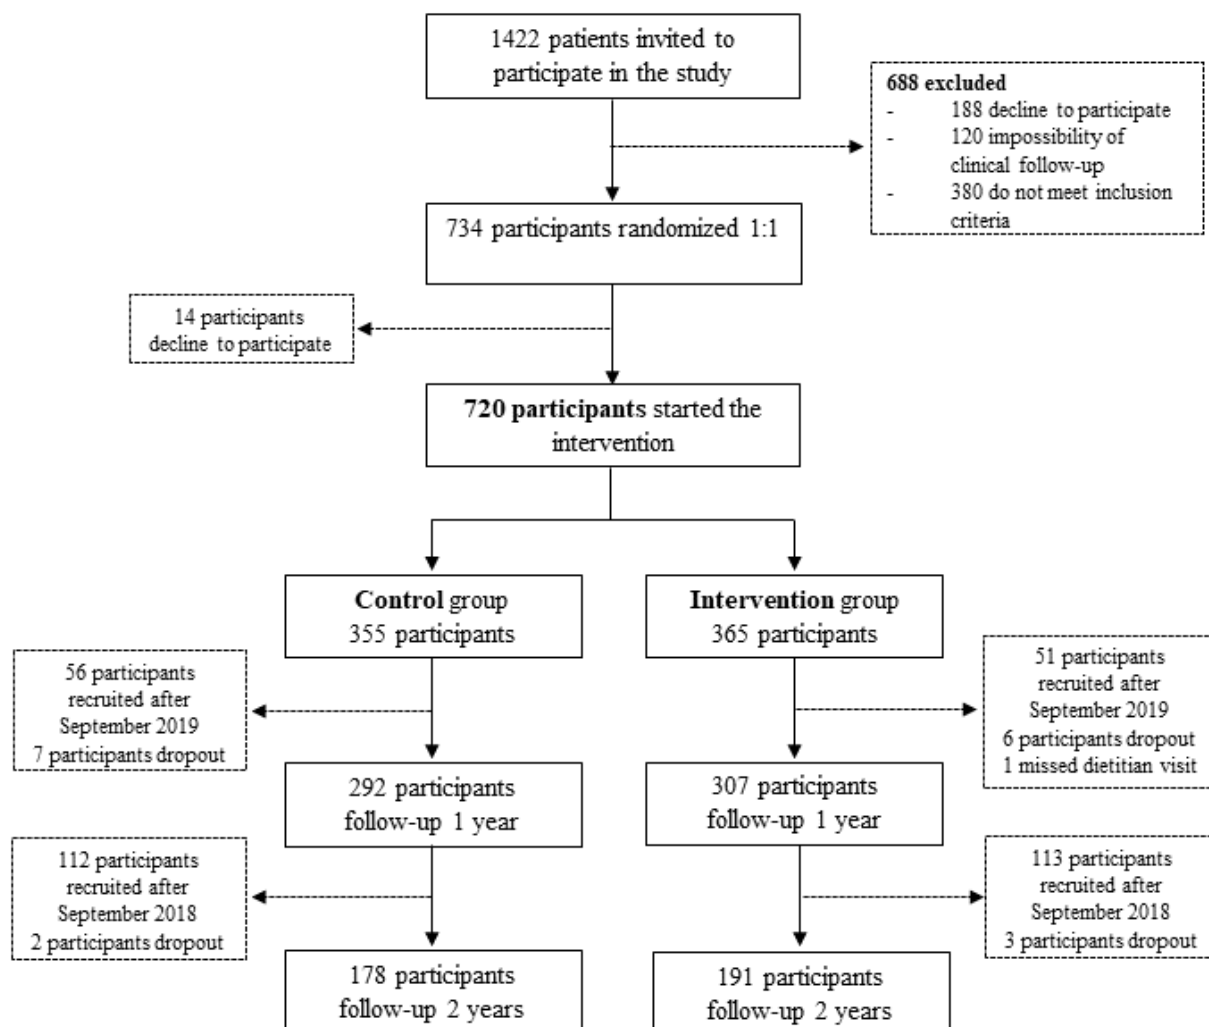 1422 patients invited to
participate in the study
688 excluded
- 188 decline to participate
- 120 impossibility of
clinical follow-up
- 380 do not meet inclusion
criteria
734 participants randomized 1:1
14 participants
decline to participate
720 participants started the
intervention
Control group
355 participants
Intervention group
365 participants
56 participants
recruited after
September 2019
7 participants dropout
51 participants
recruited after
September 2019
6 participants dropout
1 missed dietitian visit
292 participants
follow-up 1 year
307 participants
follow-up 1 year
112 participants
recruited after
September 2018
2 participants dropout
113 participants
recruited after
September 2018
3 participants dropout
178 participants
follow-up 2 years
191 participants
follow-up 2 years